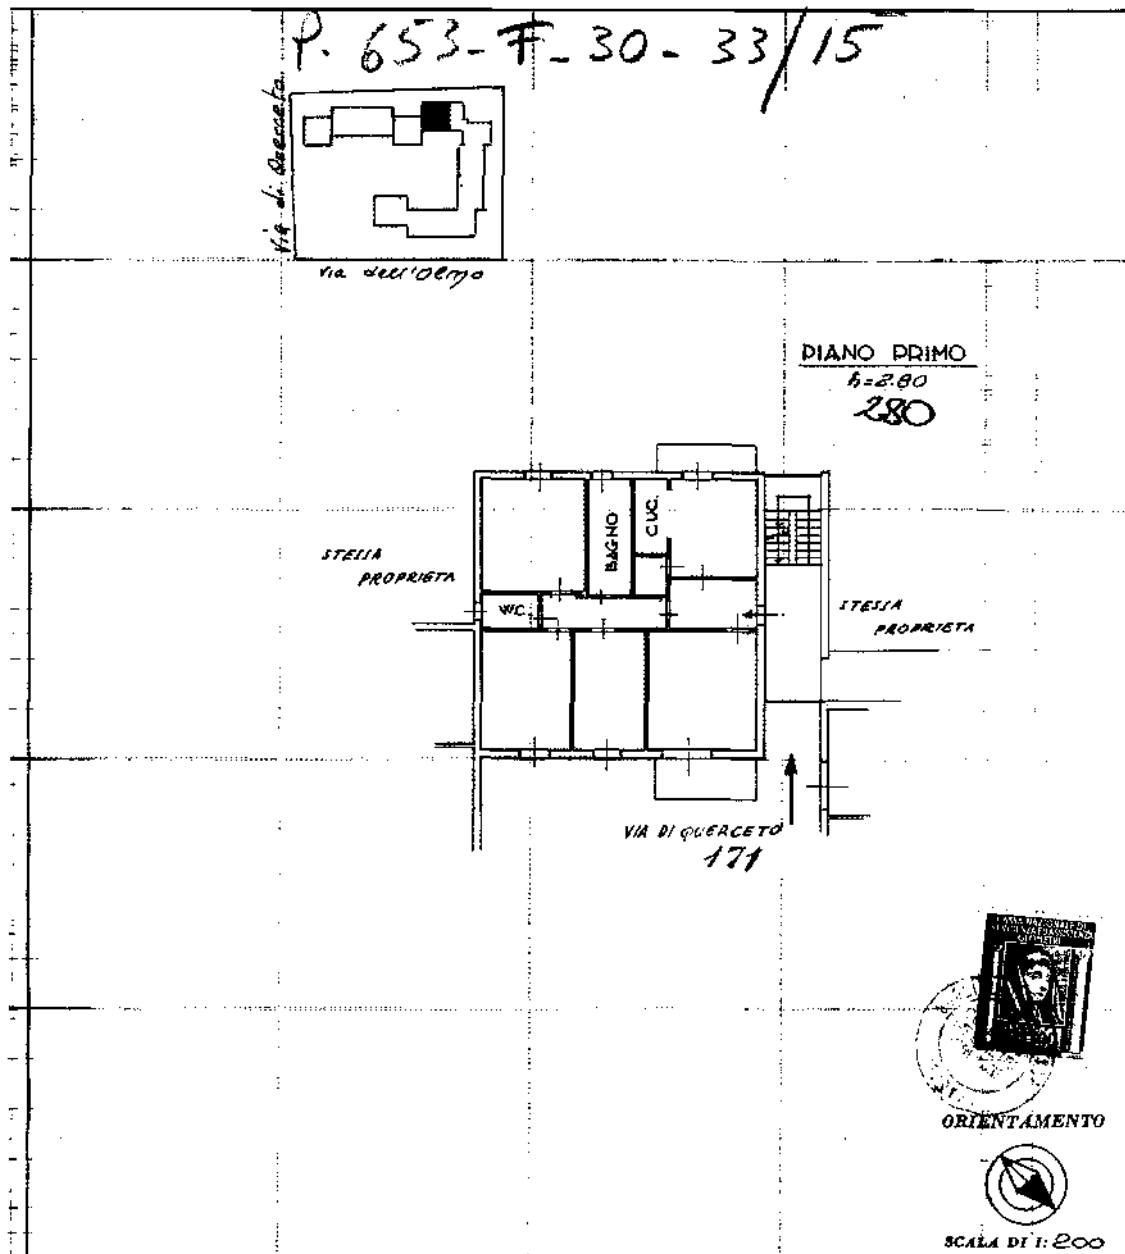 P. 653 - F - 30 - 33/15
via di Querceto
via dell'Olmo
PIANO PRIMO
h=2.80
280
BAGNO
CUC.
STESSA
PROPRIETA
WC.
STESSA
PROPRIETA
VIA DI QUERCETO
171
ORIENTAMENTO
SCALA DI 1: 200